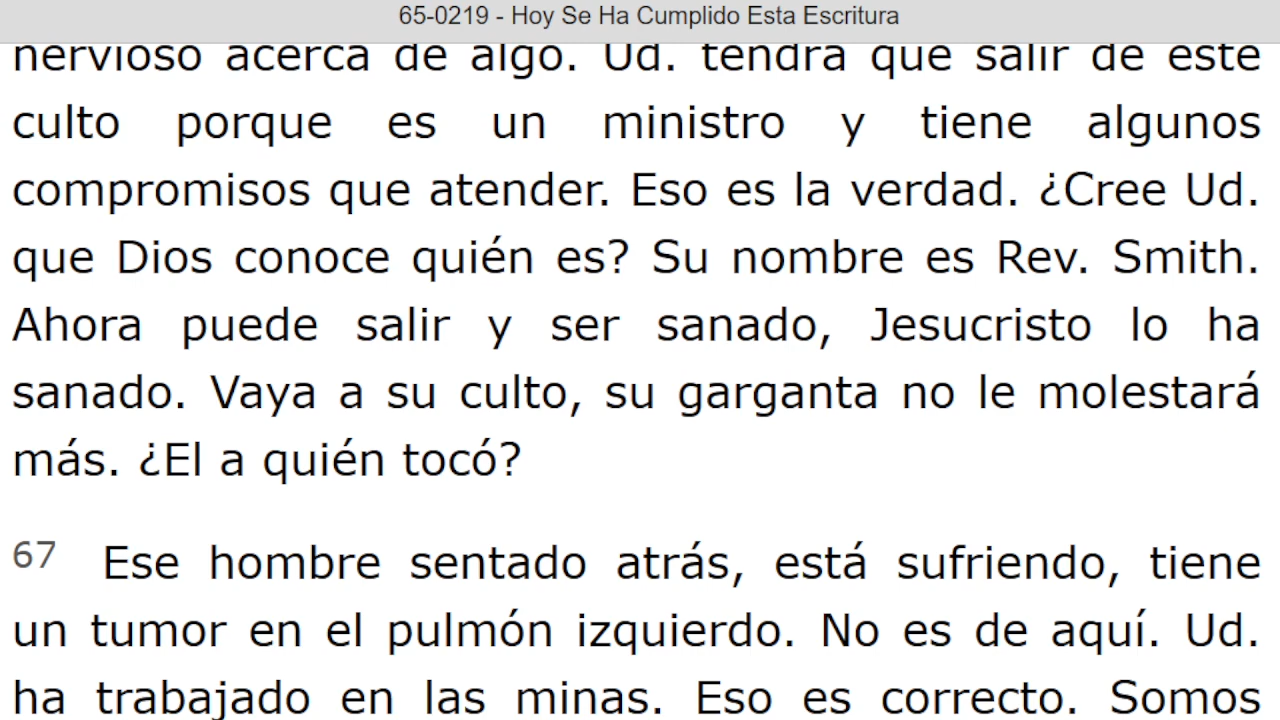 65-0219 - Hoy Se Ha Cumplido Esta Escritura
nervioso acerca de algo. Ud. tendrá que salir de este
culto porque es un ministro y tiene algunos
compromisos que atender. Eso es la verdad. ¿Cree Ud.
que Dios conoce quién es? Su nombre es Rev. Smith.
Ahora puede salir y ser sanado, Jesucristo lo ha
sanado. Vaya a su culto, su garganta no le molestará
más. ¿El a quién tocó?
67 Ese hombre sentado atrás, está sufriendo, tiene
un tumor en el pulmón izquierdo. No es de aquí. Ud.
ha trabajado en las minas. Eso es correcto. Somos